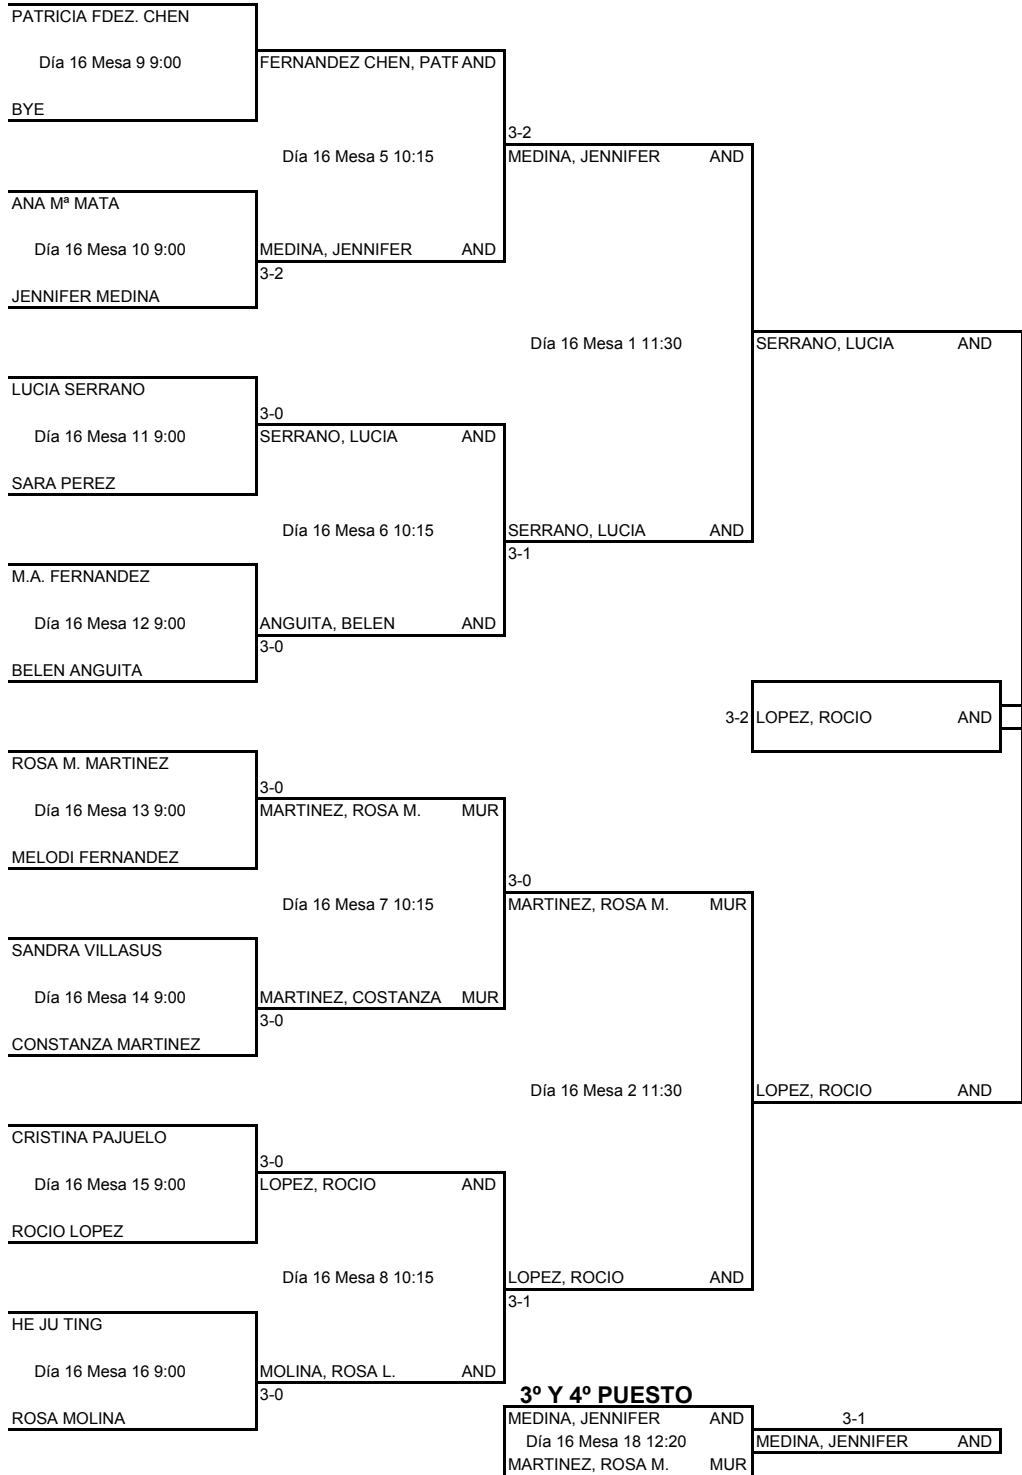 PATRICIA FDEZ. CHEN
Día 16 Mesa 9 9:00
FERNANDEZ CHEN, PATR AND
BYE
3-2
Día 16 Mesa 5 10:15
MEDINA, JENNIFER AND
ANA Mª MATA
Día 16 Mesa 10 9:00
MEDINA, JENNIFER AND
3-2
JENNIFER MEDINA
Día 16 Mesa 1 11:30
SERRANO, LUCIA AND
LUCIA SERRANO
3-0
Día 16 Mesa 11 9:00
SERRANO, LUCIA AND
SARA PEREZ
Día 16 Mesa 6 10:15
SERRANO, LUCIA AND
3-1
M.A. FERNANDEZ
Día 16 Mesa 12 9:00
ANGUITA, BELEN AND
3-0
BELEN ANGUITA
3-2 LOPEZ, ROCIO AND
ROSA M. MARTINEZ
3-0
Día 16 Mesa 13 9:00
MARTINEZ, ROSA M. MUR
MELODI FERNANDEZ
3-0
Día 16 Mesa 7 10:15
MARTINEZ, ROSA M. MUR
SANDRA VILLASUS
Día 16 Mesa 14 9:00
MARTINEZ, COSTANZA MUR
3-0
CONSTANZA MARTINEZ
Día 16 Mesa 2 11:30
LOPEZ, ROCIO AND
CRISTINA PAJUELO
3-0
Día 16 Mesa 15 9:00
LOPEZ, ROCIO AND
ROCIO LOPEZ
Día 16 Mesa 8 10:15
LOPEZ, ROCIO AND
3-1
HE JU TING
Día 16 Mesa 16 9:00
MOLINA, ROSA L. AND
3-0
ROSA MOLINA
3º Y 4º PUESTO
MEDINA, JENNIFER AND
3-1
Día 16 Mesa 18 12:20
MEDINA, JENNIFER AND
MARTINEZ, ROSA M. MUR